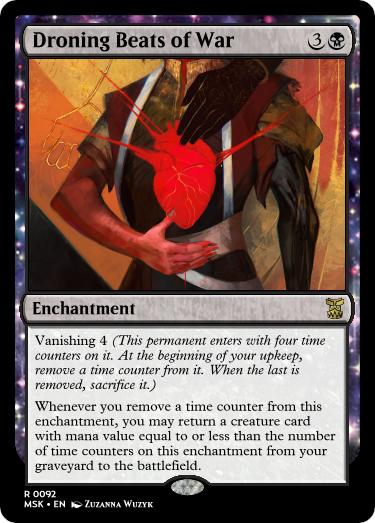 Droning Beats of War 3
Enchantment
Vanishing 4 (This permanent enters with four time
counters on it. At the beginning of your upkeep,
remove a time counter from it. When the last is
removed, sacrifice it.)
Whenever you remove a time counter from this
enchantment, you may return a creature card
with mana value equal to or less than the number
of time counters on this enchantment from your
graveyard to the battlefield.
R 0092
MSK • EN Zuzanna Wuzyk